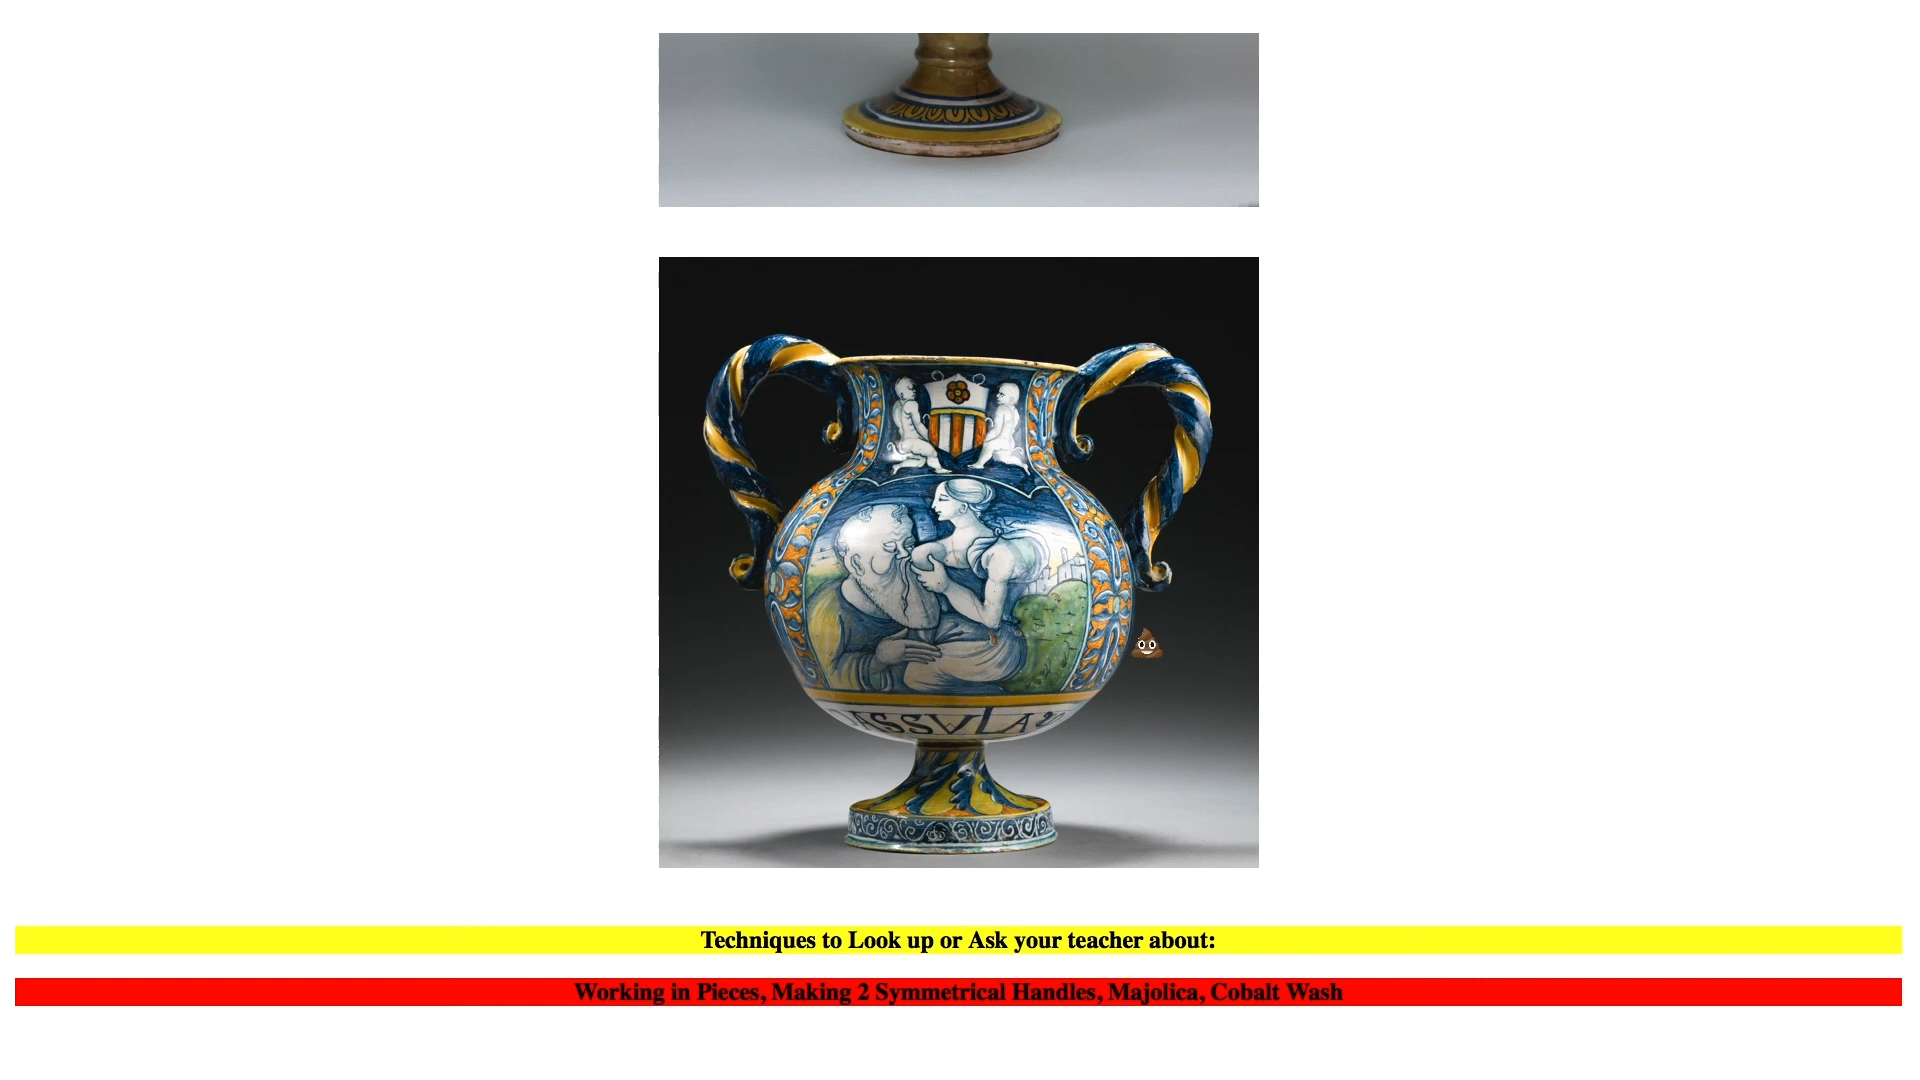 ASSVLA
Techniques to Look up or Ask your teacher about:
Working in Pieces, Making 2 Symmetrical Handles, Majolica, Cobalt Wash